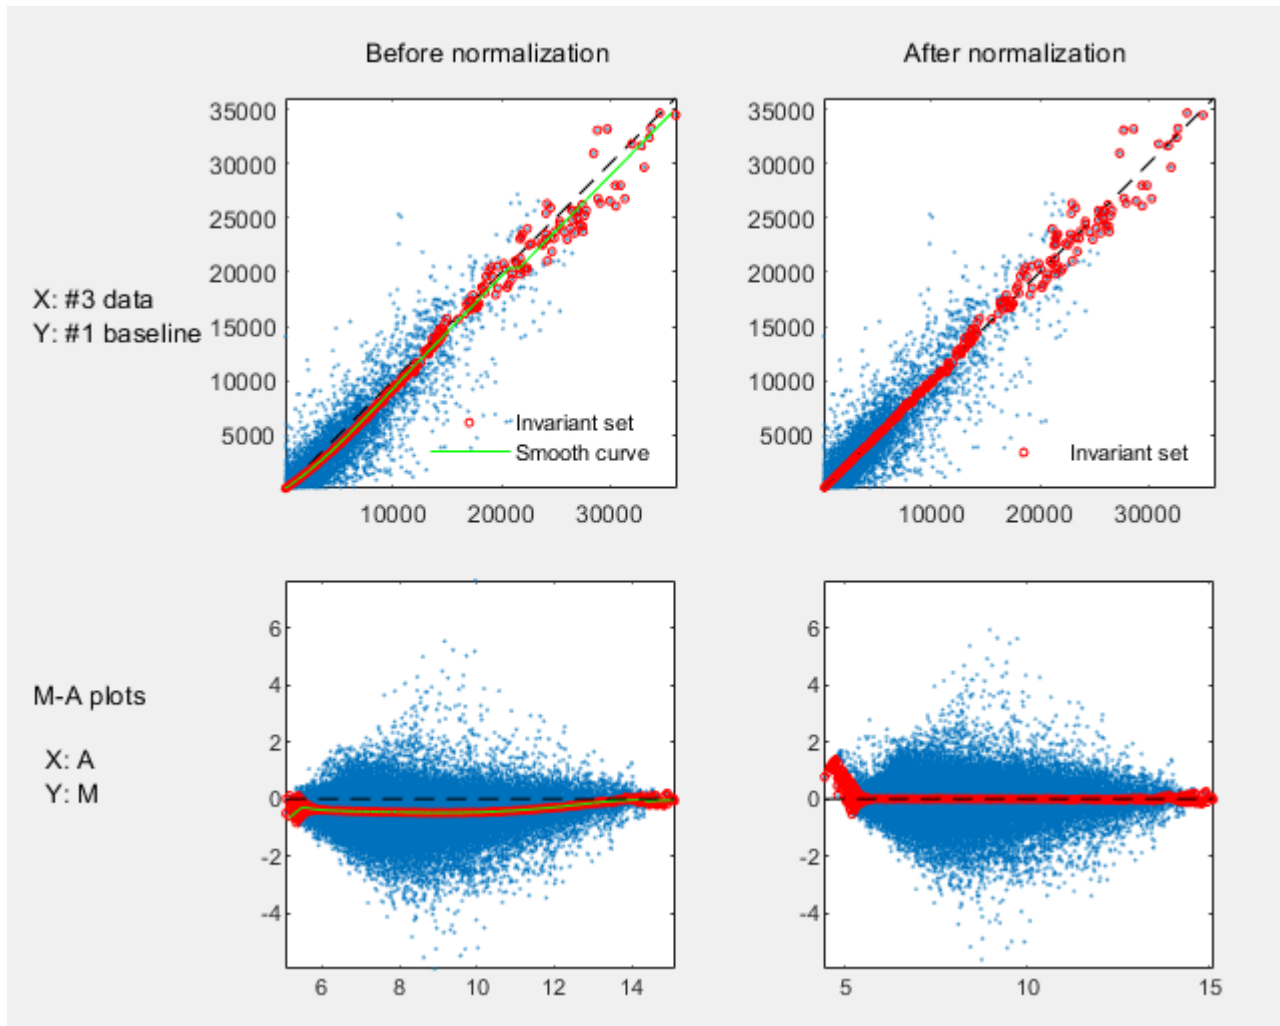 Before normalization
After normalization
X: #3 data
Y: #1 baseline
35000
30000
25000
20000
15000
10000
5000
Invariant set
Smooth curve
10000 20000 30000
35000
30000
25000
20000
15000
10000
5000
Invariant set
10000 20000 30000
M-A plots
X: A
Y: M
6
4
2
0
-2
-4
6 8 10 12 14
6
4
2
0
-2
-4
5 10 15